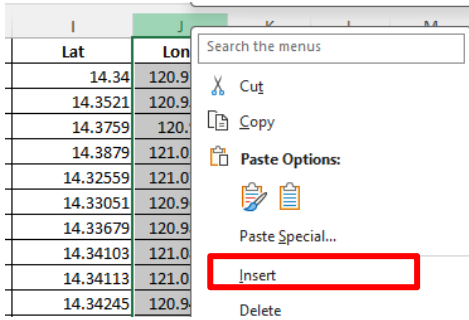 I J
Lat Lon
14.34 120.9
14.3521 120.9
14.3759 120.
14.3879 121.0
14.32559 121.0
14.33051 120.9
14.33679 120.9
14.34103 121.0
14.34113 121.0
14.34245 120.9
Search the menus
Cut
Copy
Paste Options:
Paste Special...
Insert
Delete